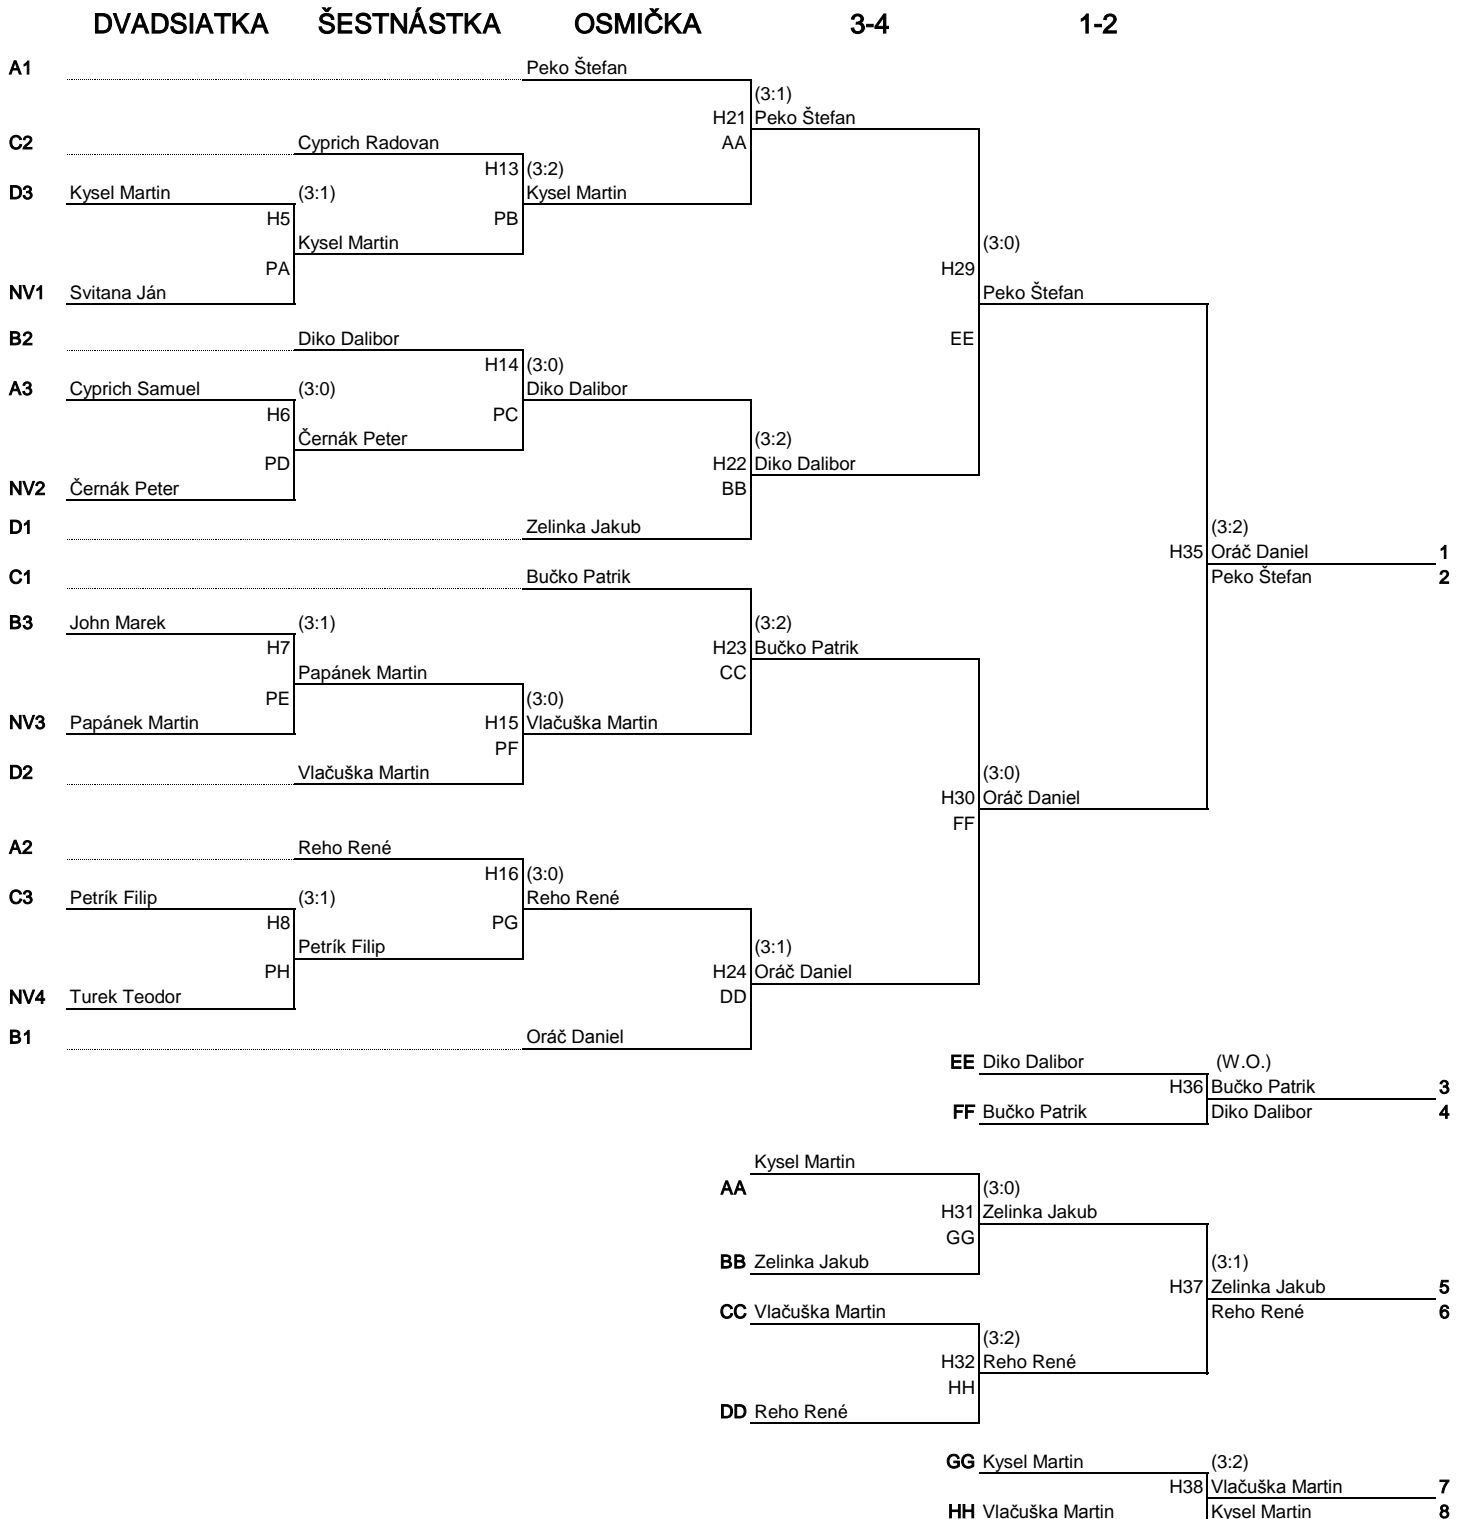 DVADSIATKA ŠESTNÁSTKA OSMIČKA 3-4 1-2
A1 Peko Štefan
(3:1)
H21 Peko Štefan
C2 Cyprich Radovan AA
H13 (3:2)
D3 Kysel Martin (3:1) Kysel Martin
H5 PB
Kysel Martin (3:0)
PA H29
NV1 Svitana Ján Peko Štefan
B2 Diko Dalibor EE
H14 (3:0)
A3 Cyprich Samuel (3:0) Diko Dalibor
H6 PC
Černák Peter (3:2)
PD H22 Diko Dalibor
NV2 Černák Peter BB
D1 Zelinka Jakub (3:2)
H35 Oráč Daniel 1
C1 Bučko Patrik Peko Štefan 2
B3 John Marek (3:1) (3:2)
H7 H23 Bučko Patrik
Papánek Martin CC
PE (3:0)
NV3 Papánek Martin H15 Vlačuška Martin
PF
D2 Vlačuška Martin (3:0)
H30 Oráč Daniel
FF
A2 Reho René
H16 (3:0)
C3 Petrík Filip (3:1) Reho René
H8 PG
Petrík Filip (3:1)
PH H24 Oráč Daniel
NV4 Turek Teodor DD
B1 Oráč Daniel
EE Diko Dalibor (W.O.)
H36 Bučko Patrik 3
FF Bučko Patrik Diko Dalibor 4
Kysel Martin
AA (3:0)
H31 Zelinka Jakub
GG
BB Zelinka Jakub (3:1)
H37 Zelinka Jakub 5
CC Vlačuška Martin Reho René 6
(3:2)
H32 Reho René
HH
DD Reho René
GG Kysel Martin (3:2)
H38 Vlačuška Martin 7
HH Vlačuška Martin Kysel Martin 8